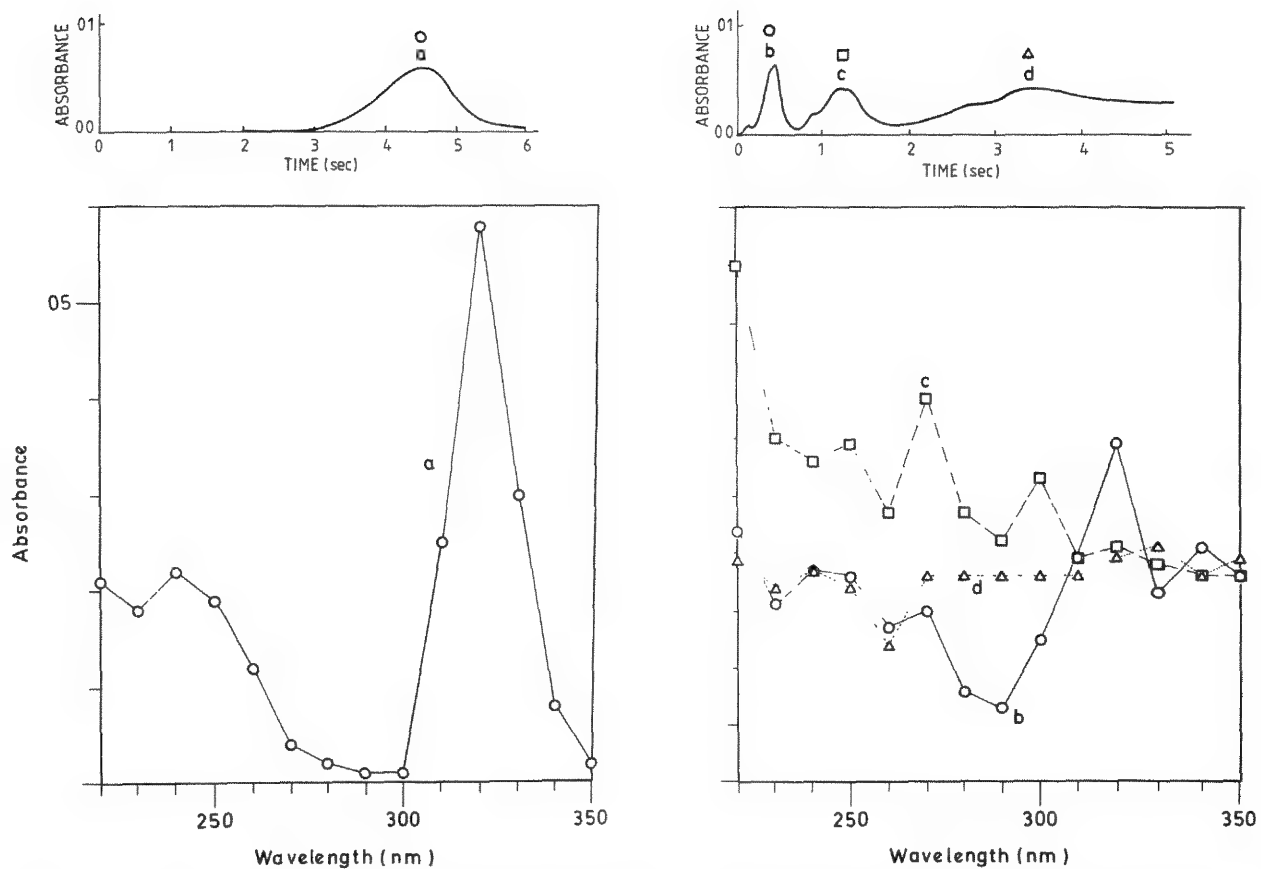 01
ABSORBANCE
00
a
0 1 2 3 4 5 6
TIME (sec)
01
ABSORBANCE
00
b
c
d
0 1 2 3 4 5
TIME (sec)
05
Absorbance
a
250 300 350
Wavelength (nm)
c
d
b
250 300 350
Wavelength (nm)